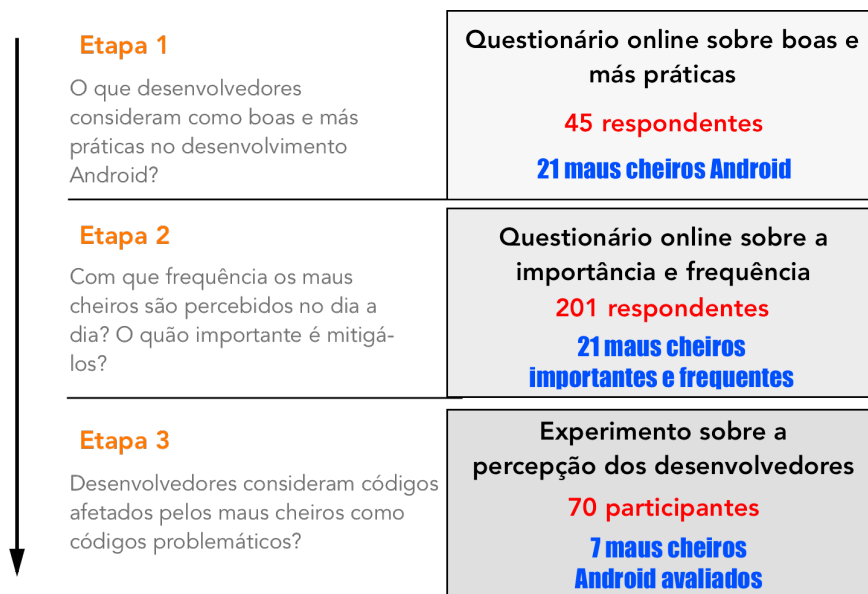 Etapa 1
O que desenvolvedores
consideram como boas e más
práticas no desenvolvimento
Android?
Questionário online sobre boas e
más práticas
45 respondentes
21 maus cheiros Android
Etapa 2
Com que frequência os maus
cheiros são percebidos no dia a
dia? O quão importante é mitigá-
los?
Questionário online sobre a
importância e frequência
201 respondentes
21 maus cheiros
importantes e frequentes
Etapa 3
Desenvolvedores consideram códigos
afetados pelos maus cheiros como
códigos problemáticos?
Experimento sobre a
percepção dos desenvolvedores
70 participantes
7 maus cheiros
Android avaliados